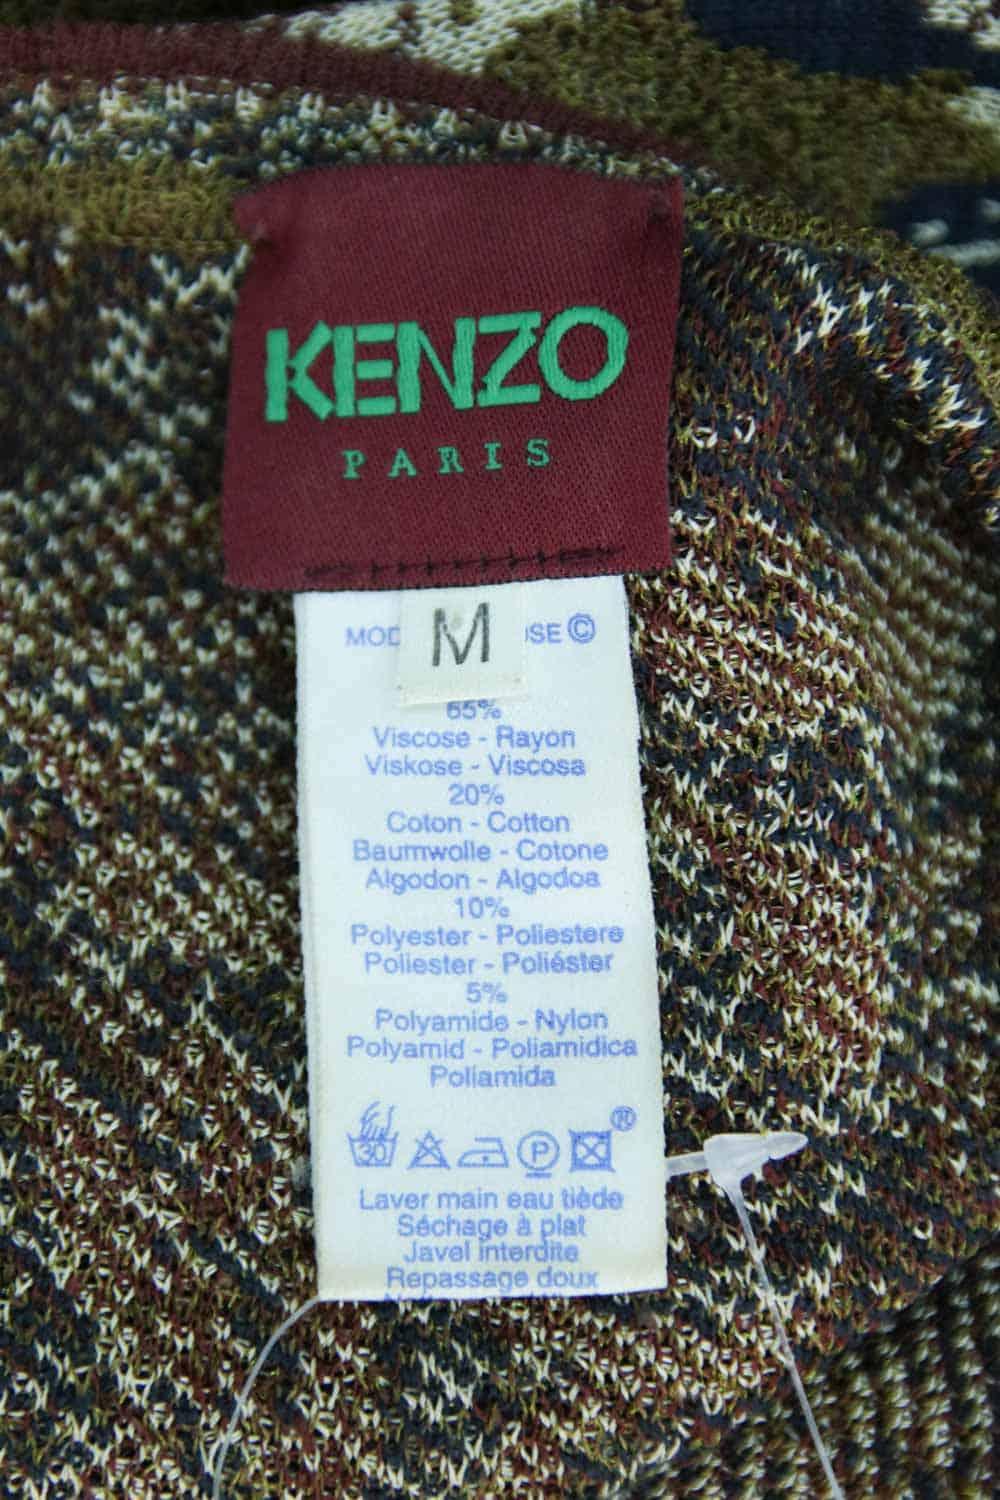 KENZO
PARIS
M
©
65%
Viscose - Rayon
Viskose - Viscosa
20%
Coton - Cotton
Baumwolle - Cotone
Algodon - Algodoa
10%
Polyester - Poliestere
Poliester - Poliéster
5%
Polyamide - Nylon
Polyamid - Poliamidica
Poliamida
30 P ®
Laver main eau tiède
Séchage à plat
Javel interdite
Repassage doux